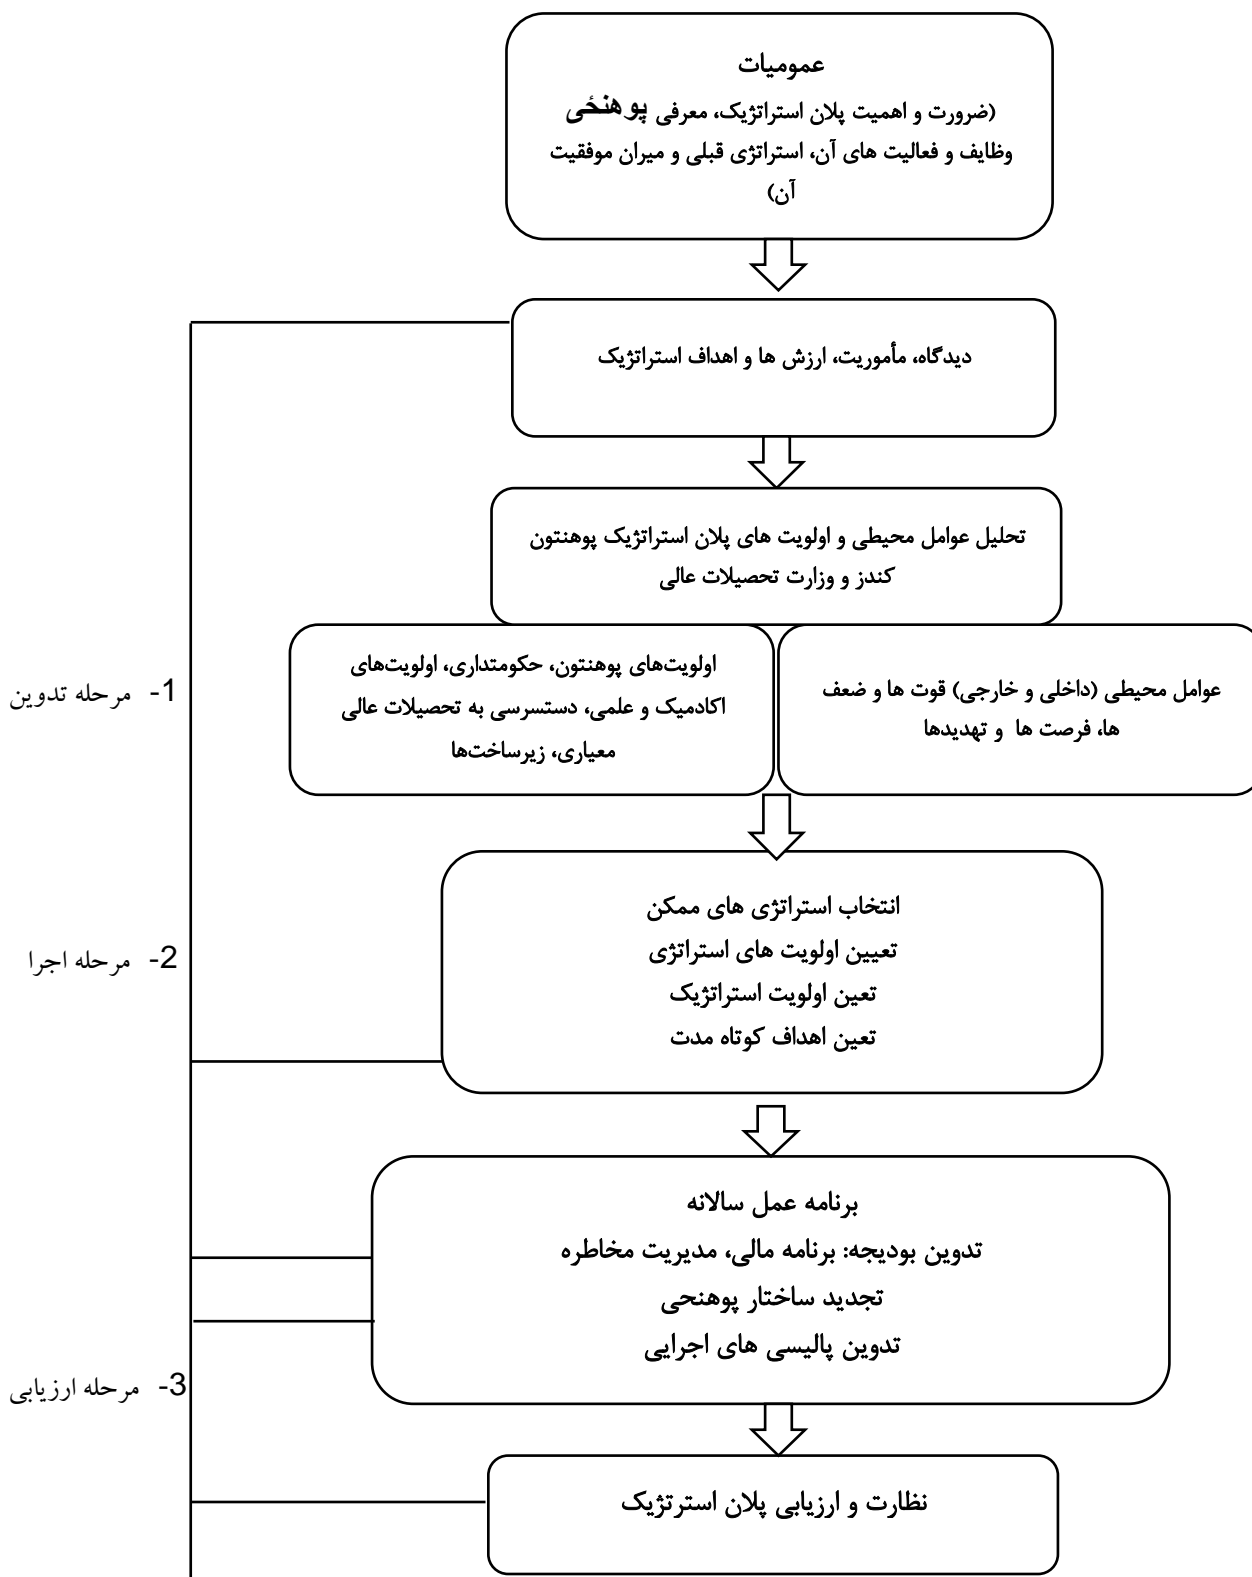 عمومیات
(ضرورت و اهمیت پلان استراتژیک، معرفی پوهنځی
وظایف و فعالیت های آن، استراتژی قبلی و میران موفقیت
آن)
دیدگاه، مأموریت، ارزش ها و اهداف استراتژیک
تحلیل عوامل محیطی و اولویت های پلان استراتژیک پوهنتون
کندز و وزارت تحصیلات عالی
عوامل محیطی (داخلی و خارجی) قوت ها و ضعف
ها، فرصت ها و تهدیدها
اولویت‌های پوهنتون، حکومتداری، اولویت‌های
اکادمیک و علمی، دستسرسی به تحصیلات عالی
معیاری، زیرساخت‌ها
1- مرحله تدوین
انتخاب استراتژی های ممکن
تعیین اولویت های استراتژی
تعین اولویت استراتژیک
تعین اهداف کوتاه مدت
2- مرحله اجرا
برنامه عمل سالانه
تدوین بودیجه: برنامه مالی، مدیریت مخاطره
تجدید ساختار پوهنحی
تدوین پالیسی های اجرایی
3- مرحله ارزیابی
نظارت و ارزیابی پلان استرتژیک